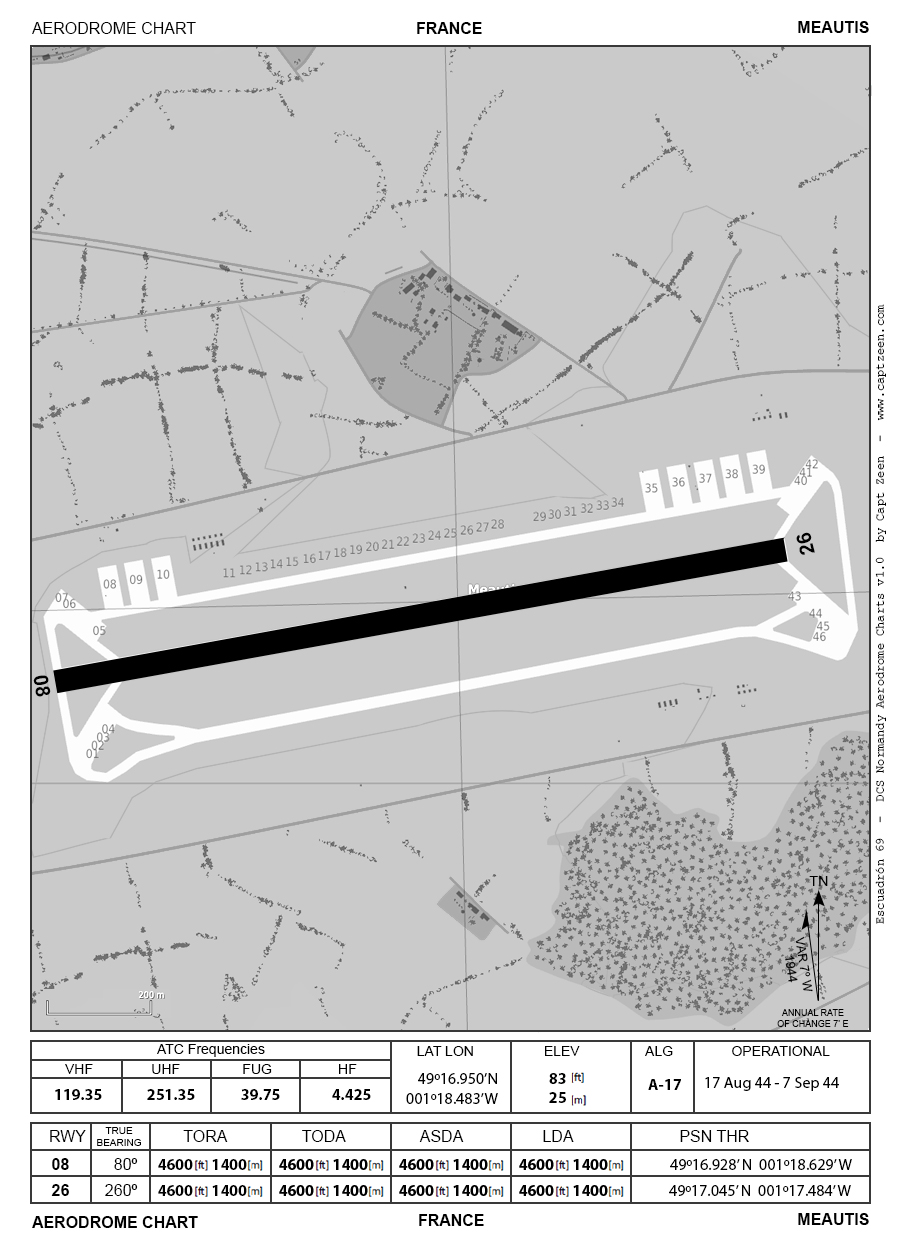 AERODROME CHART FRANCE MEAUTIS
42
41
40
39
38
37
36
35
29 30 31 32 33 34
11 12 13 14 15 16 17 18 19 20 21 22 23 24 25 26 27 28
26
10
09
08
07
06
05
43
44
45
46
08
04
03
02
01
TN
VAR 7º W
1944
ANNUAL RATE
OF CHANGE 7' E
200 m
Escuadrón 69 - DCS Normandy Aerodrome Charts v1.0 by Capt Zeen - www.captzeen.com
ATC Frequencies LAT LON ELEV ALG OPERATIONAL
VHF UHF FUG HF
119.35 251.35 39.75 4.425
49º16.950'N
001º18.483'W
83 [ft]
25 [m]
A-17
17 Aug 44 - 7 Sep 44
RWY TRUE BEARING TORA TODA ASDA LDA PSN THR
08 80º 4600[ft] 1400[m] 4600[ft] 1400[m] 4600[ft] 1400[m] 4600[ft] 1400[m] 49º16.928'N 001º18.629'W
26 260º 4600[ft] 1400[m] 4600[ft] 1400[m] 4600[ft] 1400[m] 4600[ft] 1400[m] 49º17.045'N 001º17.484'W
AERODROME CHART FRANCE MEAUTIS